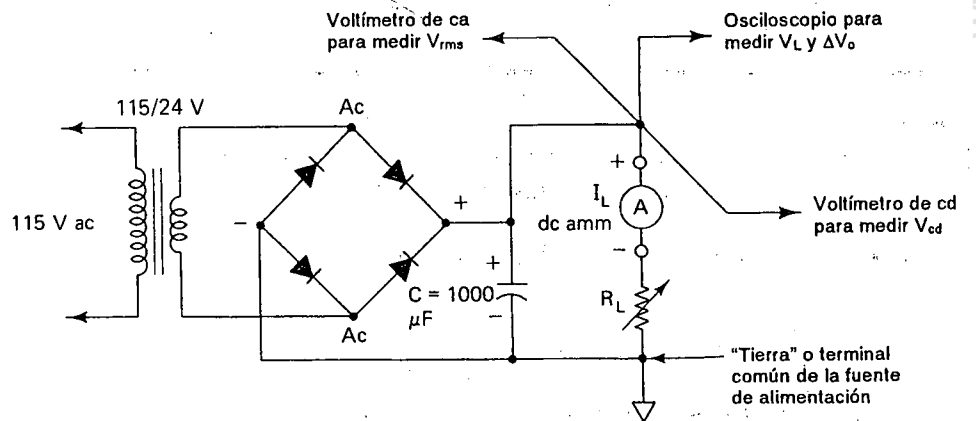 Voltímetro de ca
para medir Vrms
Osciloscopio para
medir VL y ΔVo
115/24 V
Ac
115 V ac
-
+
+
IL
A
dc amm
-
Voltímetro de cd
para medir Vcd
+
C = 1000
μF
-
RL
Ac
"Tierra" o terminal
común de la fuente
de alimentación